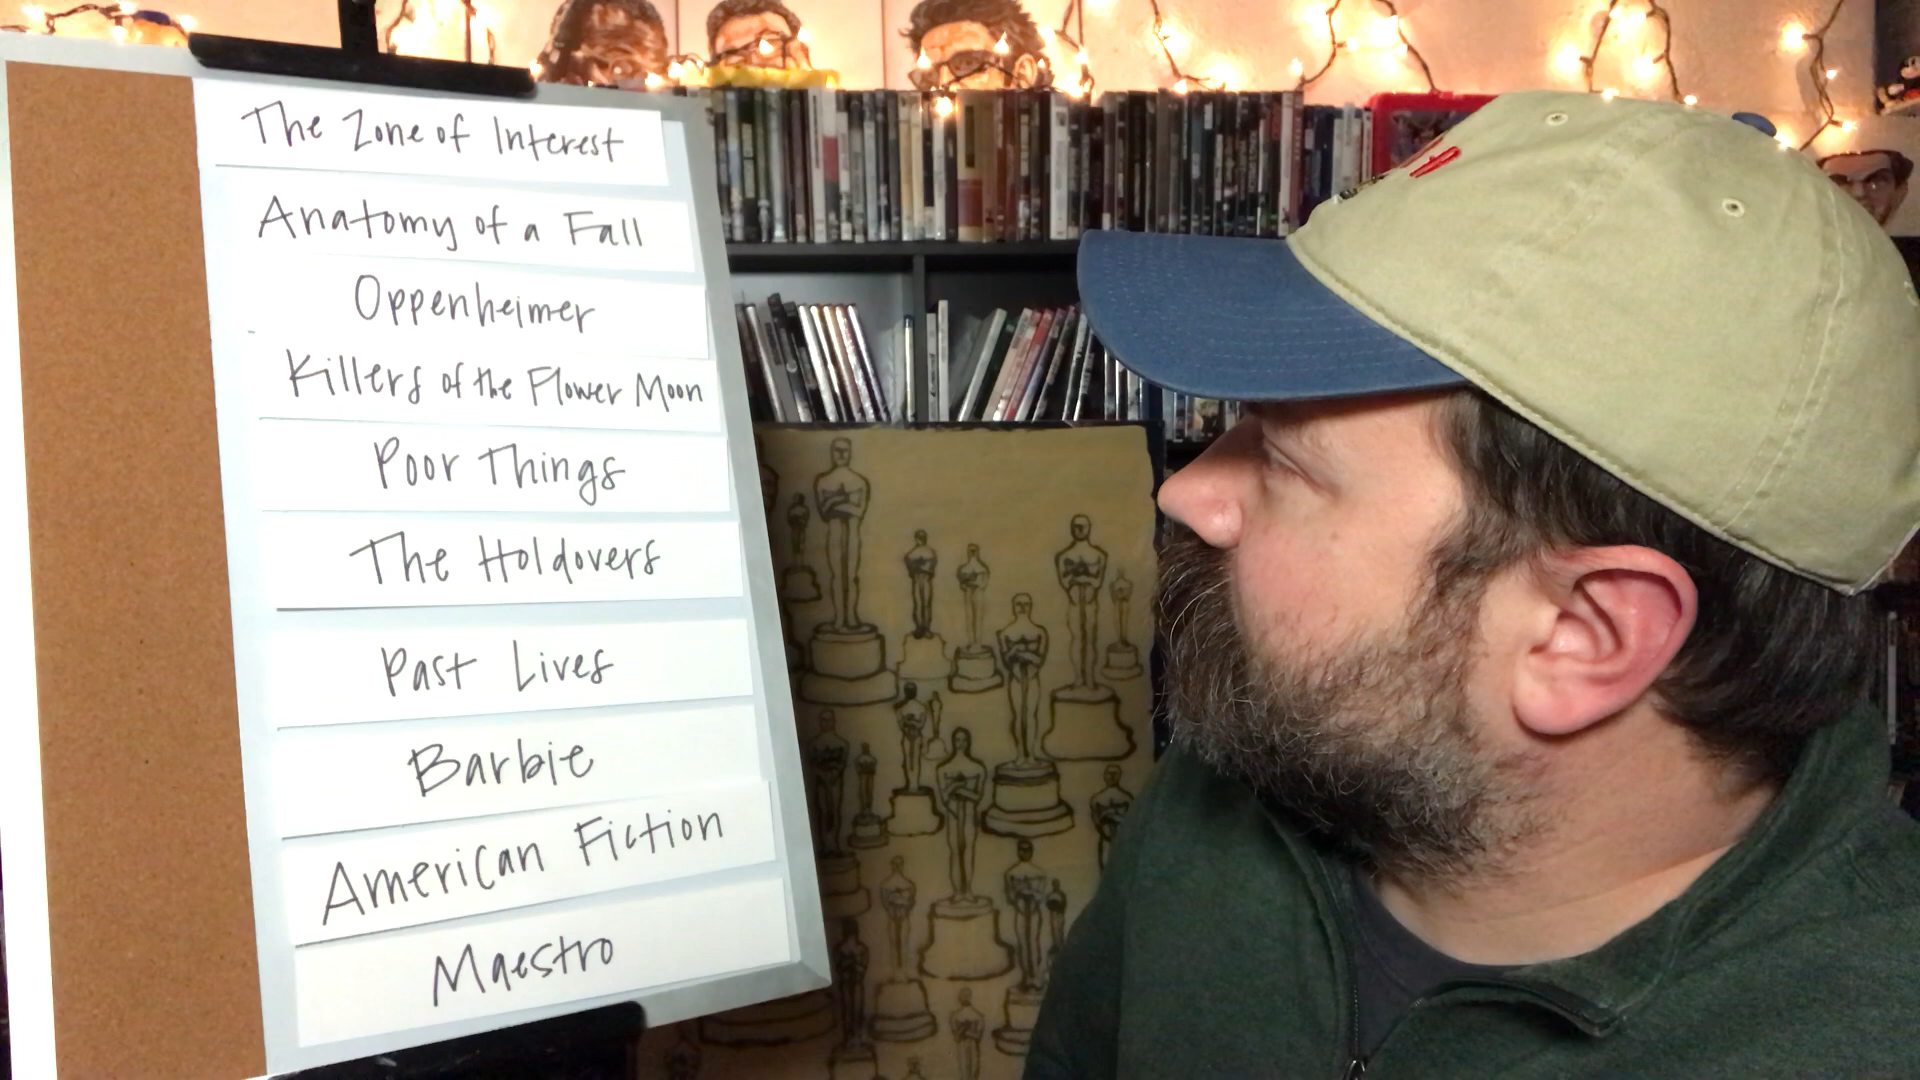 The Zone of Interest
Anatomy of a Fall
Oppenheimer
Killers of the Flower Moon
Poor Things
The Holdovers
Past Lives
Barbie
American Fiction
Maestro